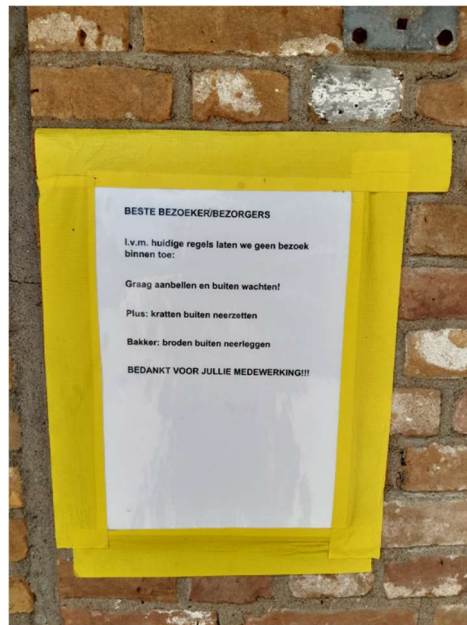 BESTE BEZOEKER/BEZORGERS
I.v.m. huidige regels laten we geen bezoek
binnen toe:
Graag aanbellen en buiten wachten!
Plus: kratten buiten neerzetten
Bakker: broden buiten neerleggen
BEDANKT VOOR JULLIE MEDEWERKING!!!